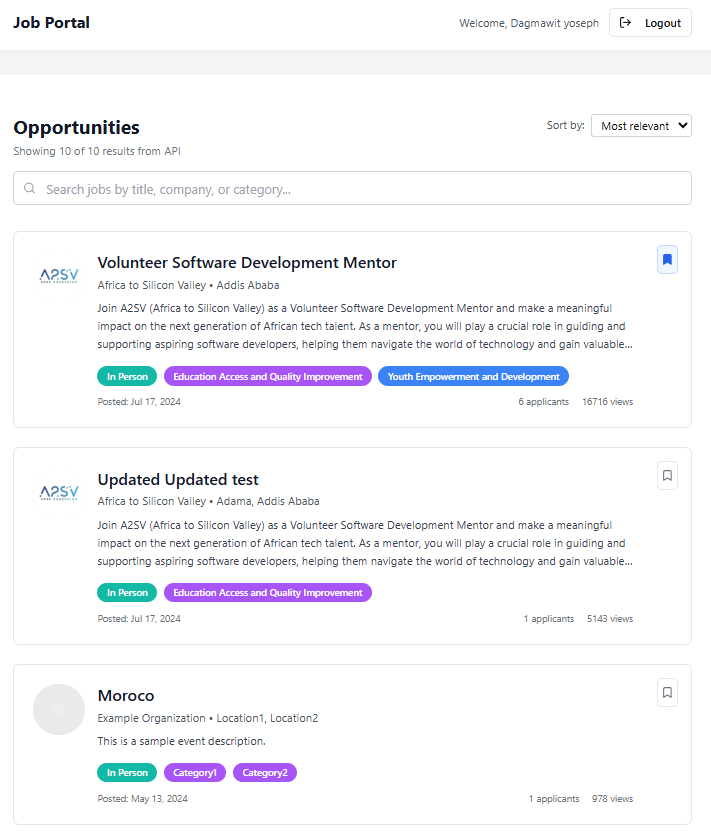 Job Portal
Welcome, Dagmawit yoseph
Logout
Opportunities
Sort by:
Most relevant
Showing 10 of 10 results from API
Search jobs by title, company, or category...
A2SV
Volunteer Software Development Mentor
Africa to Silicon Valley • Addis Ababa
Join A2SV (Africa to Silicon Valley) as a Volunteer Software Development Mentor and make a meaningful
impact on the next generation of African tech talent. As a mentor, you will play a crucial role in guiding and
supporting aspiring software developers, helping them navigate the world of technology and gain valuable...
In Person
Education Access and Quality Improvement
Youth Empowerment and Development
Posted: Jul 17, 2024
6 applicants
16716 views
A2SV
Updated Updated test
Africa to Silicon Valley • Adama, Addis Ababa
Join A2SV (Africa to Silicon Valley) as a Volunteer Software Development Mentor and make a meaningful
impact on the next generation of African tech talent. As a mentor, you will play a crucial role in guiding and
supporting aspiring software developers, helping them navigate the world of technology and gain valuable...
In Person
Education Access and Quality Improvement
Posted: Jul 17, 2024
1 applicants
5143 views
Moroco
Example Organization • Location1, Location2
This is a sample event description.
In Person
Category1
Category2
Posted: May 13, 2024
1 applicants
978 views